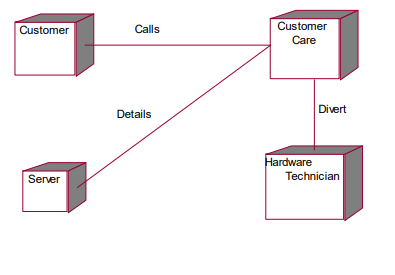 Customer
Calls
Customer
Care
Details
Divert
Server
Hardware
Technician